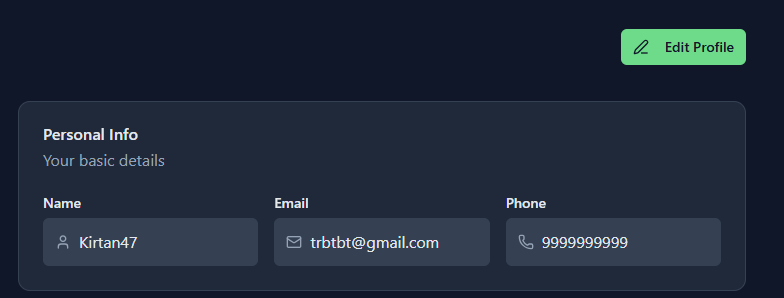 Edit Profile
Personal Info
Your basic details
Name Email Phone
Kirtan47 trbtbt@gmail.com 9999999999